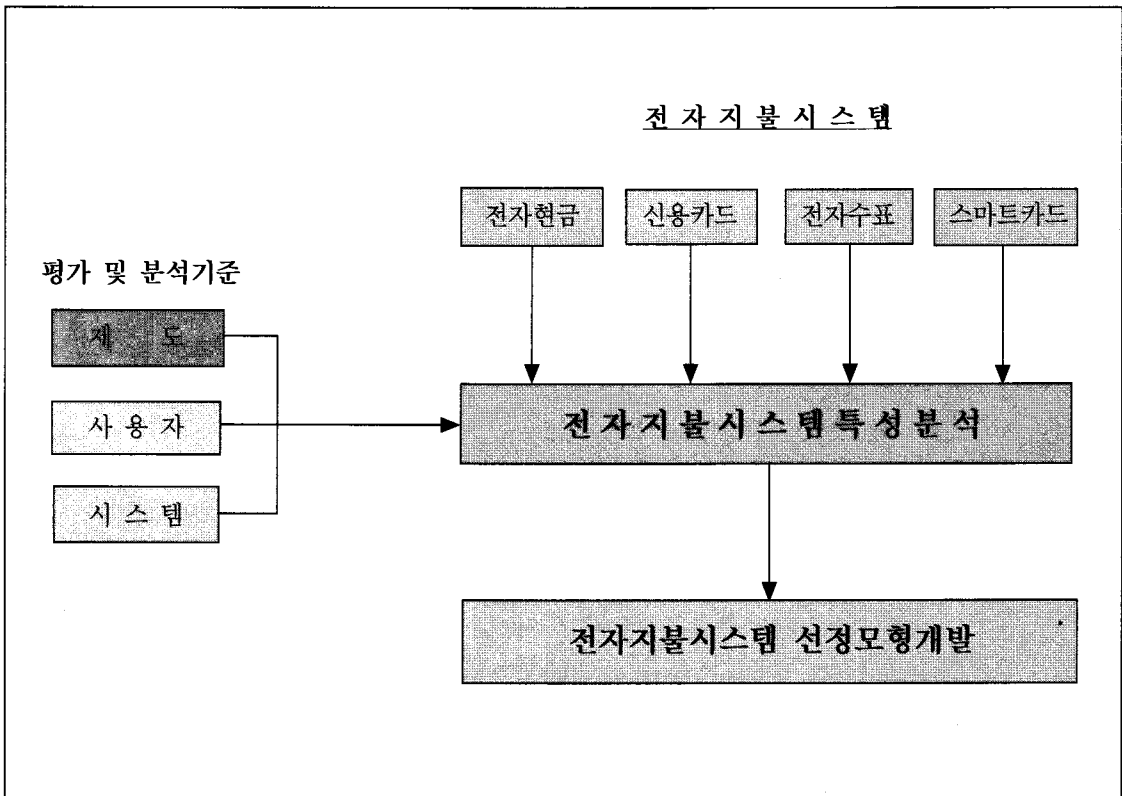 전 자 지 불 시 스 템
전자현금 신용카드 전자수표 스마트카드
평가 및 분석기준
제 도
사 용 자
전 자 지 불 시 스 템 특 성 분 석
시 스 템
전자지불시스템 선정모형개발